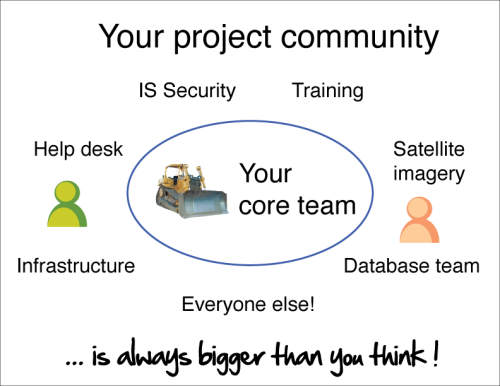 Your project community
IS Security
Training
Help desk
Satellite
imagery
Your
core team
Infrastructure
Database team
Everyone else!
... is always bigger than you think!